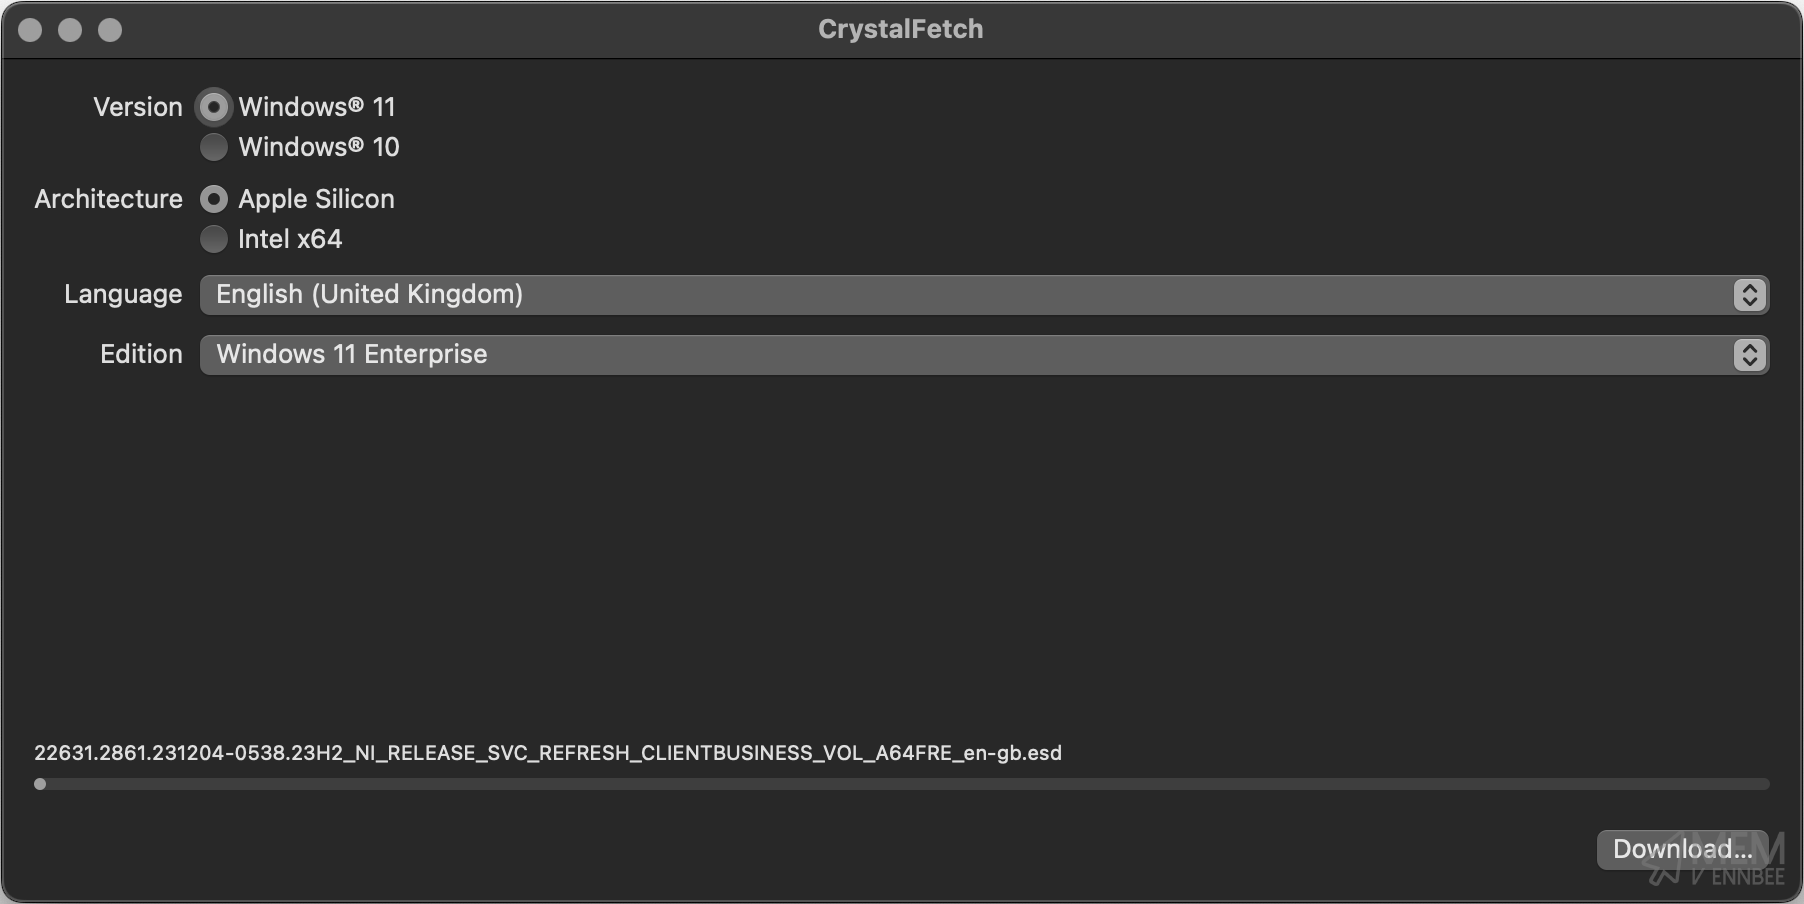 CrystalFetch
Version
Windows® 11
Windows® 10
Architecture
Apple Silicon
Intel x64
Language
English (United Kingdom)
Edition
Windows 11 Enterprise
22631.2861.231204-0538.23H2_NI_RELEASE_SVC_REFRESH_CLIENTBUSINESS_VOL_A64FRE_en-gb.esd
Download...
MEM
V ENNBEE